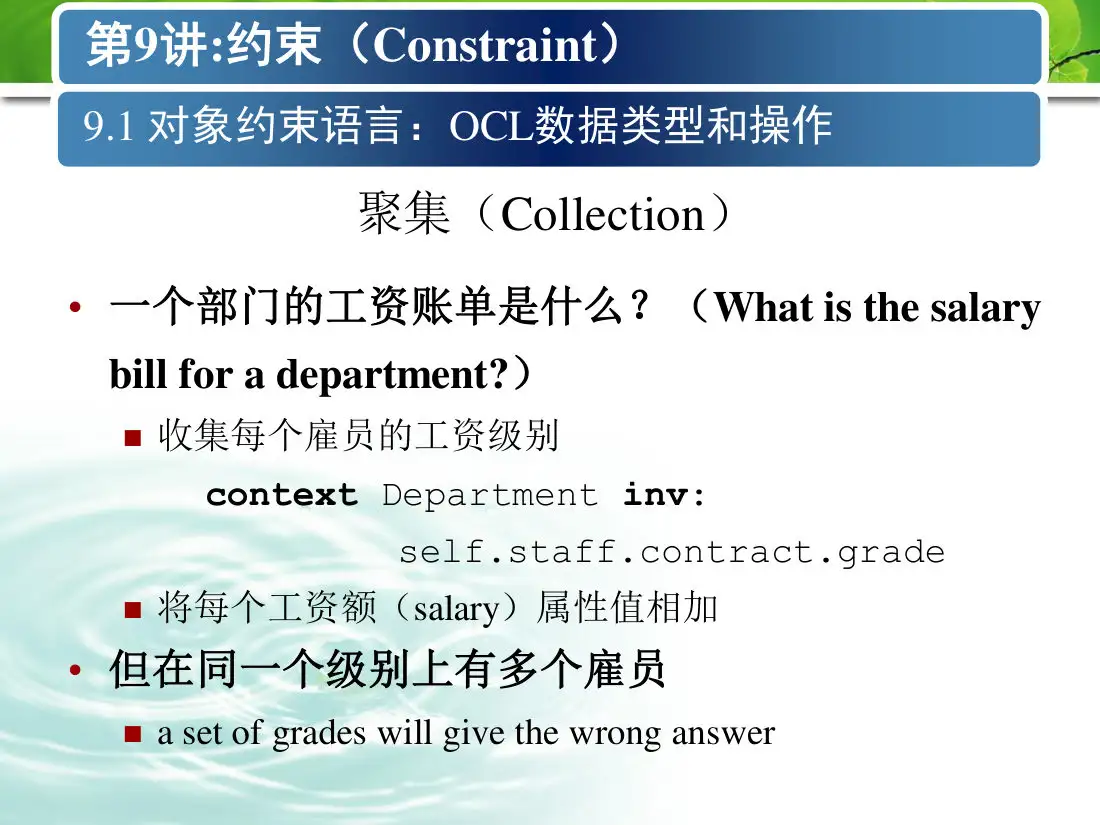 第9讲:约束（Constraint）
9.1 对象约束语言：OCL数据类型和操作
聚集（Collection）
• 一个部门的工资账单是什么？（What is the salary
bill for a department?）
■ 收集每个雇员的工资级别
context Department inv:
self.staff.contract.grade
■ 将每个工资额（salary）属性值相加
• 但在同一个级别上有多个雇员
■ a set of grades will give the wrong answer